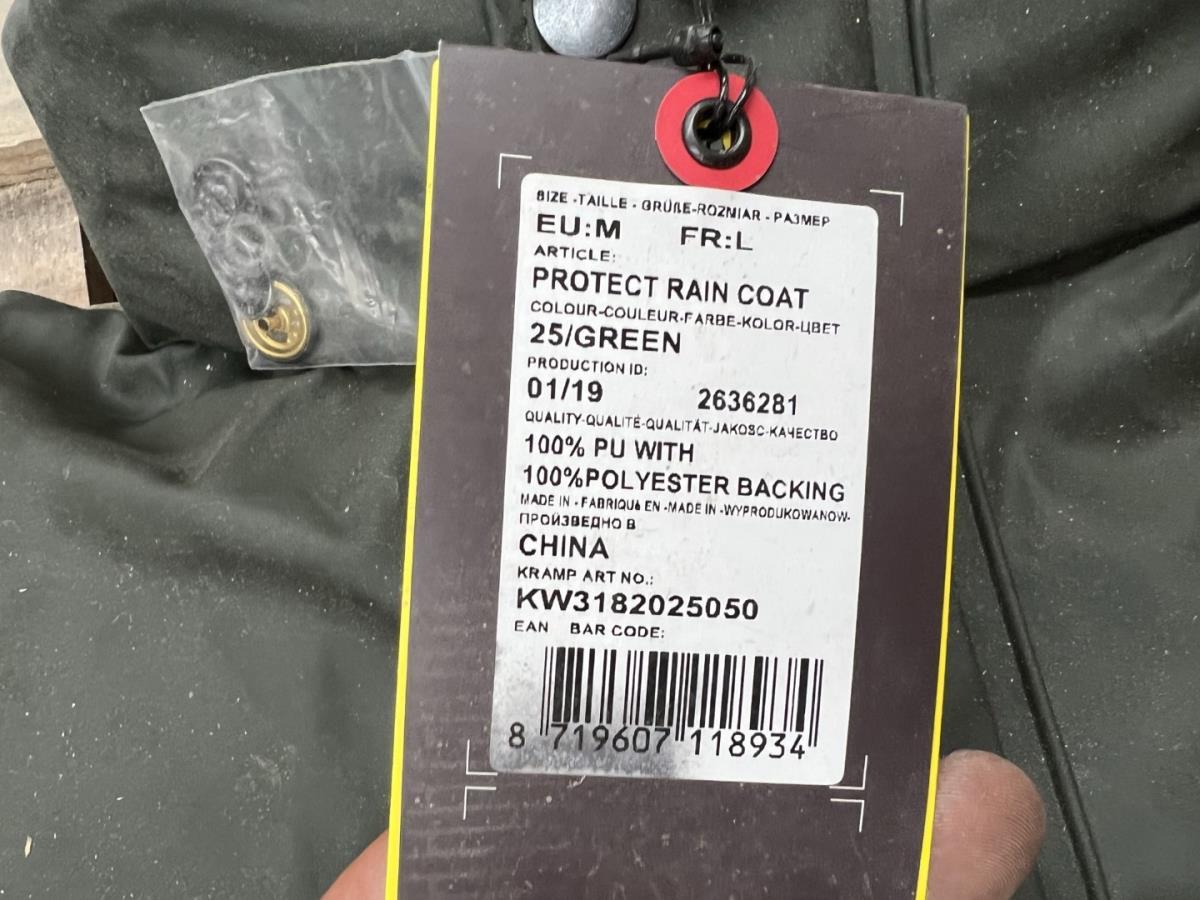 SIZE -TAILLE - GRÜßE-ROZMIAR - РАЗМЕР
EU:M FR:L
ARTICLE:
PROTECT RAIN COAT
COLOUR-COULEUR-FARBE-KOLOR-ЦВЕТ
25/GREEN
PRODUCTION ID:
01/19 2636281
QUALITY-QUALITÉ-QUALITÄT-JAKOSC-КАЧЕСТВО
100% PU WITH
100%POLYESTER BACKING
MADE IN - FABRIQUé EN -MADE IN -WYPRODUKOWANOW-
ПРОЙЗВЕДНО В
CHINA
KRAMP ART NO.:
KW3182025050
EAN BAR CODE:
8 719607 118934